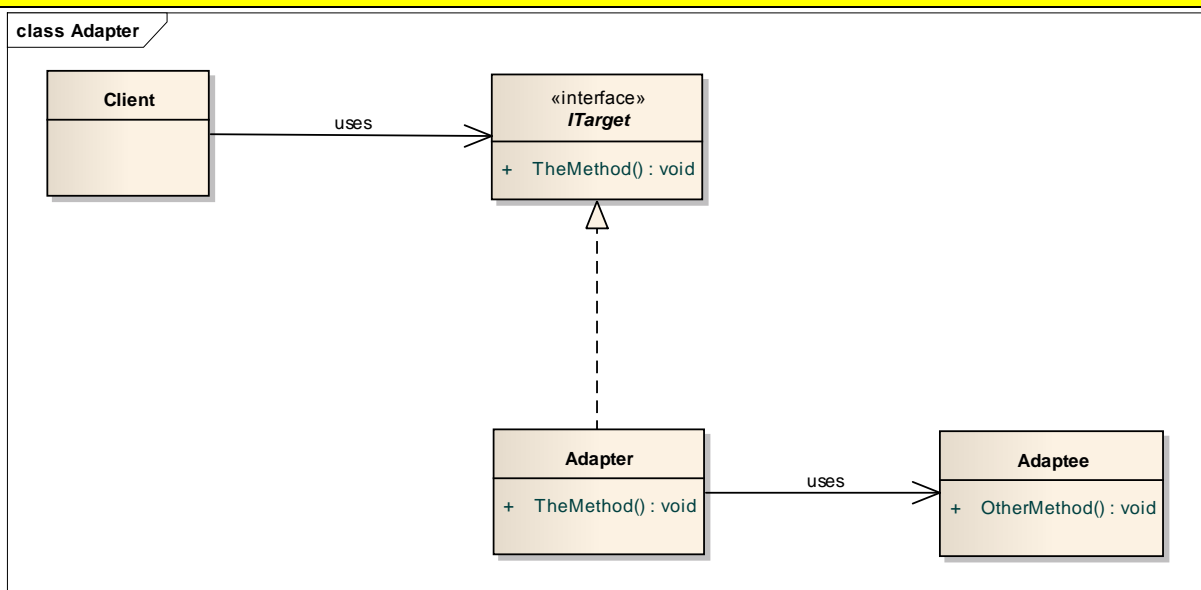 class Adapter
Client
uses
«interface»
ITarget
+ TheMethod() : void
Adapter
+ TheMethod() : void
uses
Adaptee
+ OtherMethod() : void